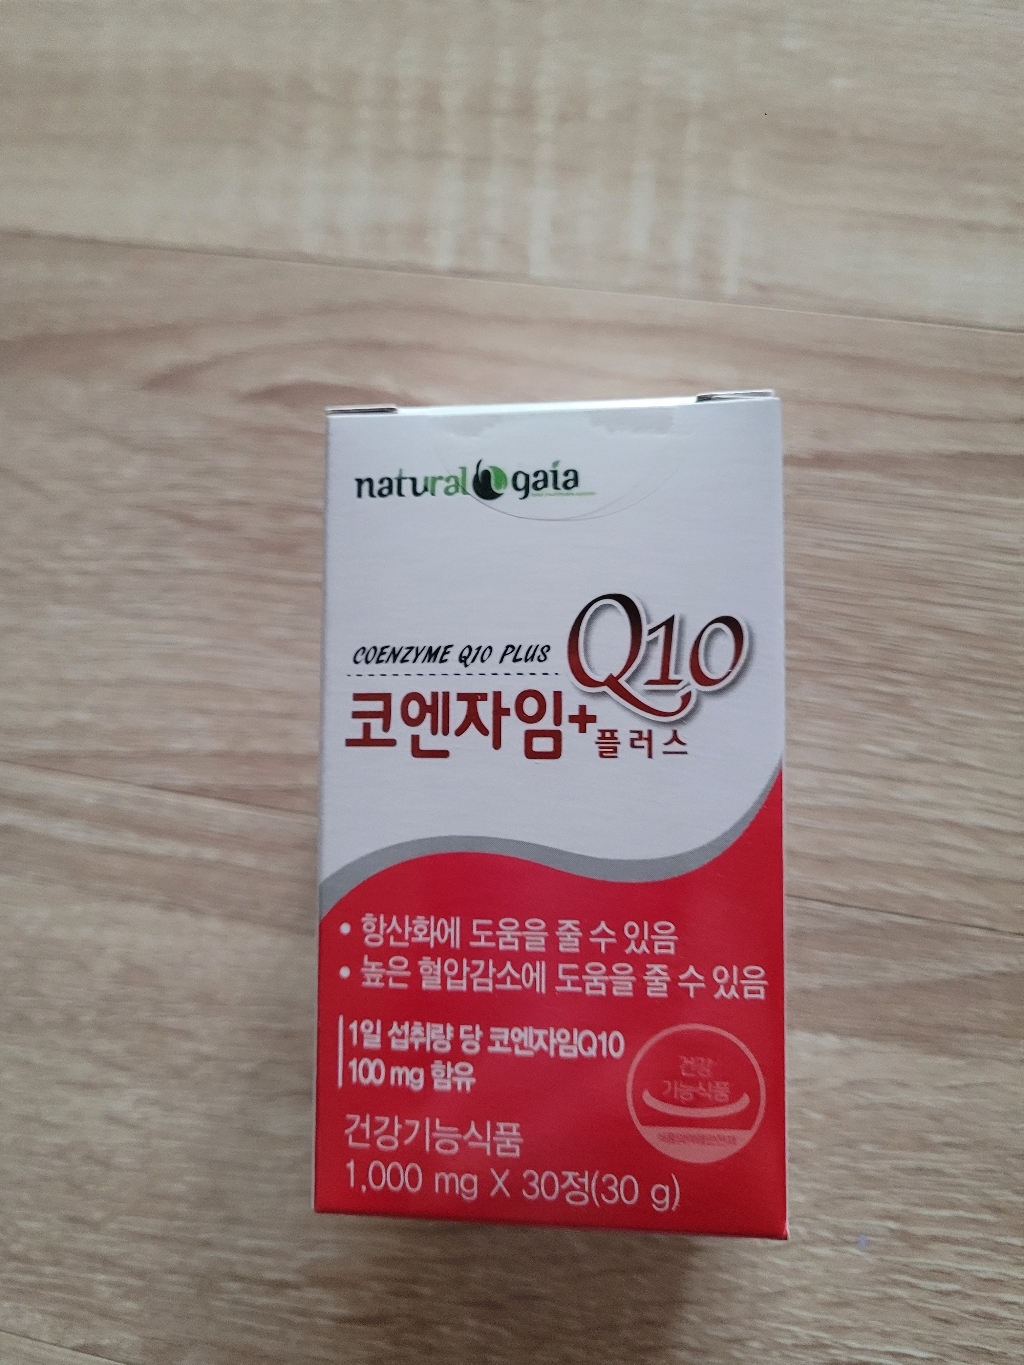 natural gaia
COENZYME Q10 PLUS
Q10
코엔자임+
플러스
• 항산화에 도움을 줄 수 있음
• 높은 혈압감소에 도움을 줄 수 있음
1일 섭취량 당 코엔자임Q10
100 mg 함유
건강
기능식품
건강기능식품
1,000 mg X 30정(30 g)